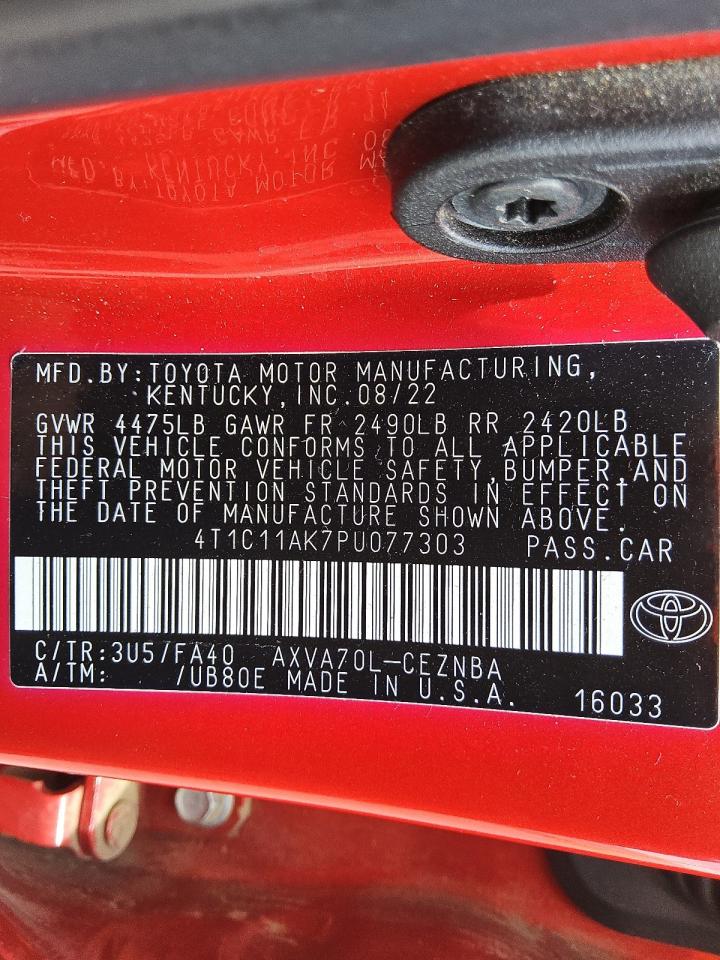 MFD.BY:TOYOTA MOTOR MANUFACTURING,
KENTUCKY,INC.08/22
GVWR 4475LB GAWR FR 2490LB RR 2420LB
THIS VEHICLE CONFORMS TO ALL APPLICABLE
FEDERAL MOTOR VEHICLE SAFETY,BUMPER,AND
THEFT PREVENTION STANDARDS IN EFFECT ON
THE DATE OF MANUFACTURE SHOWN ABOVE.
4T1C11AK7PU077303 PASS.CAR
C/TR:3U5/FA40 AXVA70L-CEZNBA
A/TM: /UB80E MADE IN U.S.A. 16033